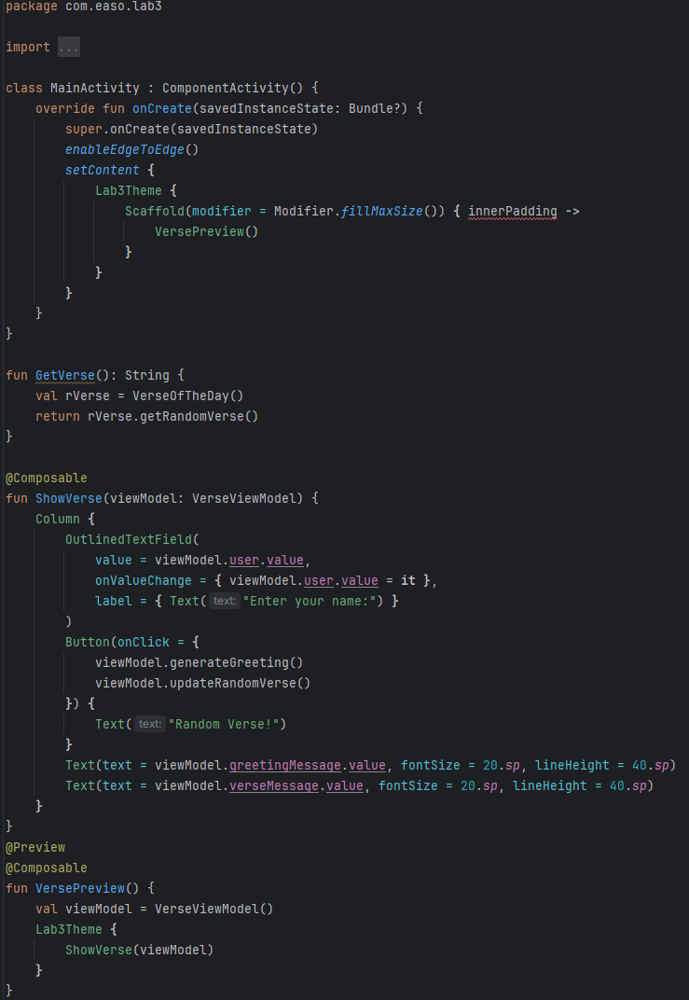 package com.easo.lab3

import ...

class MainActivity : ComponentActivity() {
    override fun onCreate(savedInstanceState: Bundle?) {
        super.onCreate(savedInstanceState)
        enableEdgeToEdge()
        setContent {
            Lab3Theme {
                Scaffold(modifier = Modifier.fillMaxSize()) { innerPadding ->
                    VersePreview()
                }
            }
        }
    }
}

fun GetVerse(): String {
    val rVerse = VerseOfTheDay()
    return rVerse.getRandomVerse()
}

@Composable
fun ShowVerse(viewModel: VerseViewModel) {
    Column {
        OutlinedTextField(
            value = viewModel.user.value,
            onValueChange = { viewModel.user.value = it },
            label = { Text( text: "Enter your name:") }
        )
        Button(onClick = {
            viewModel.generateGreeting()
            viewModel.updateRandomVerse()
        }) {
            Text( text: "Random Verse!")
        }
        Text(text = viewModel.greetingMessage.value, fontSize = 20.sp, lineHeight = 40.sp)
        Text(text = viewModel.verseMessage.value, fontSize = 20.sp, lineHeight = 40.sp)
    }
}
@Preview
@Composable
fun VersePreview() {
    val viewModel = VerseViewModel()
    Lab3Theme {
        ShowVerse(viewModel)
    }
}